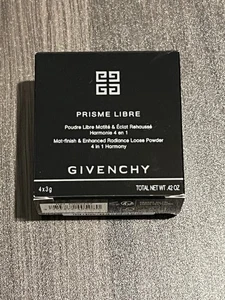 PRISME LIBRE
Poudre Libre Matité & Éclat Rehaussé
Harmonie 4 en 1
Mat-finish & Enhanced Radiance Loose Powder
4 in 1 Harmony
GIVENCHY
4 x 3 g TOTAL NET WT .42 OZ